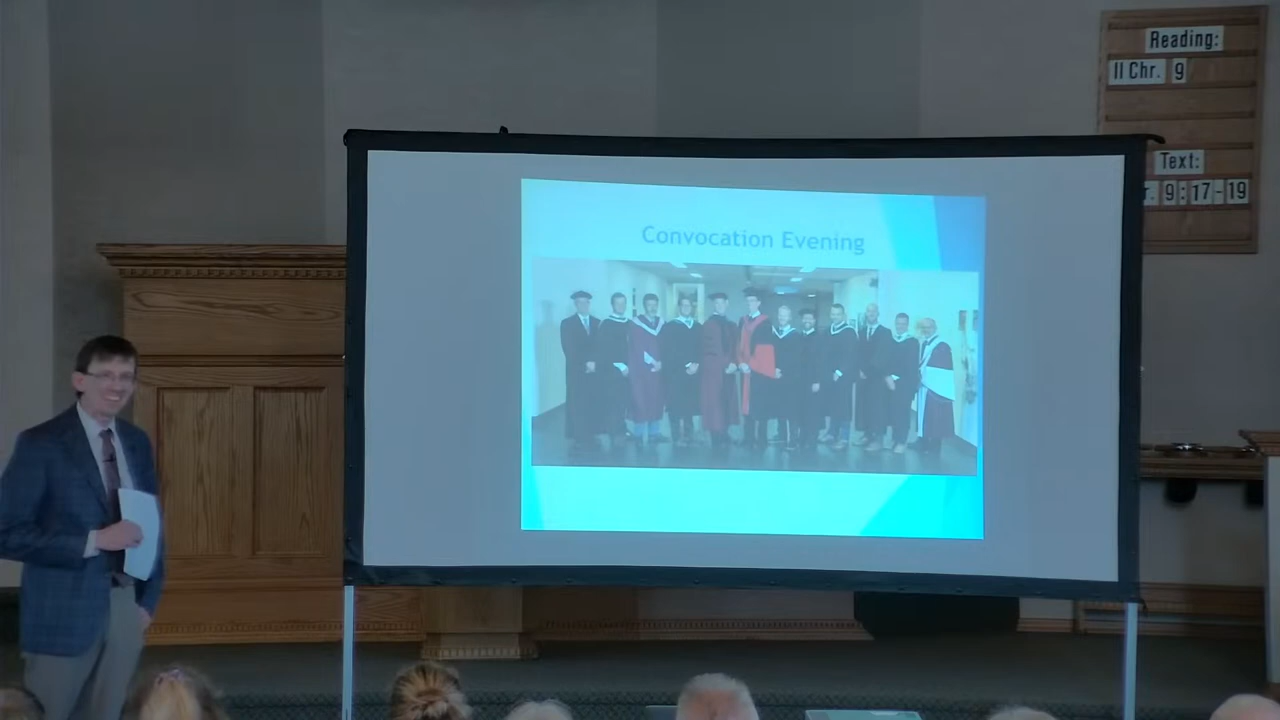 Reading:
II Chr. 9
Text:
r. 9:17-19
Convocation Evening